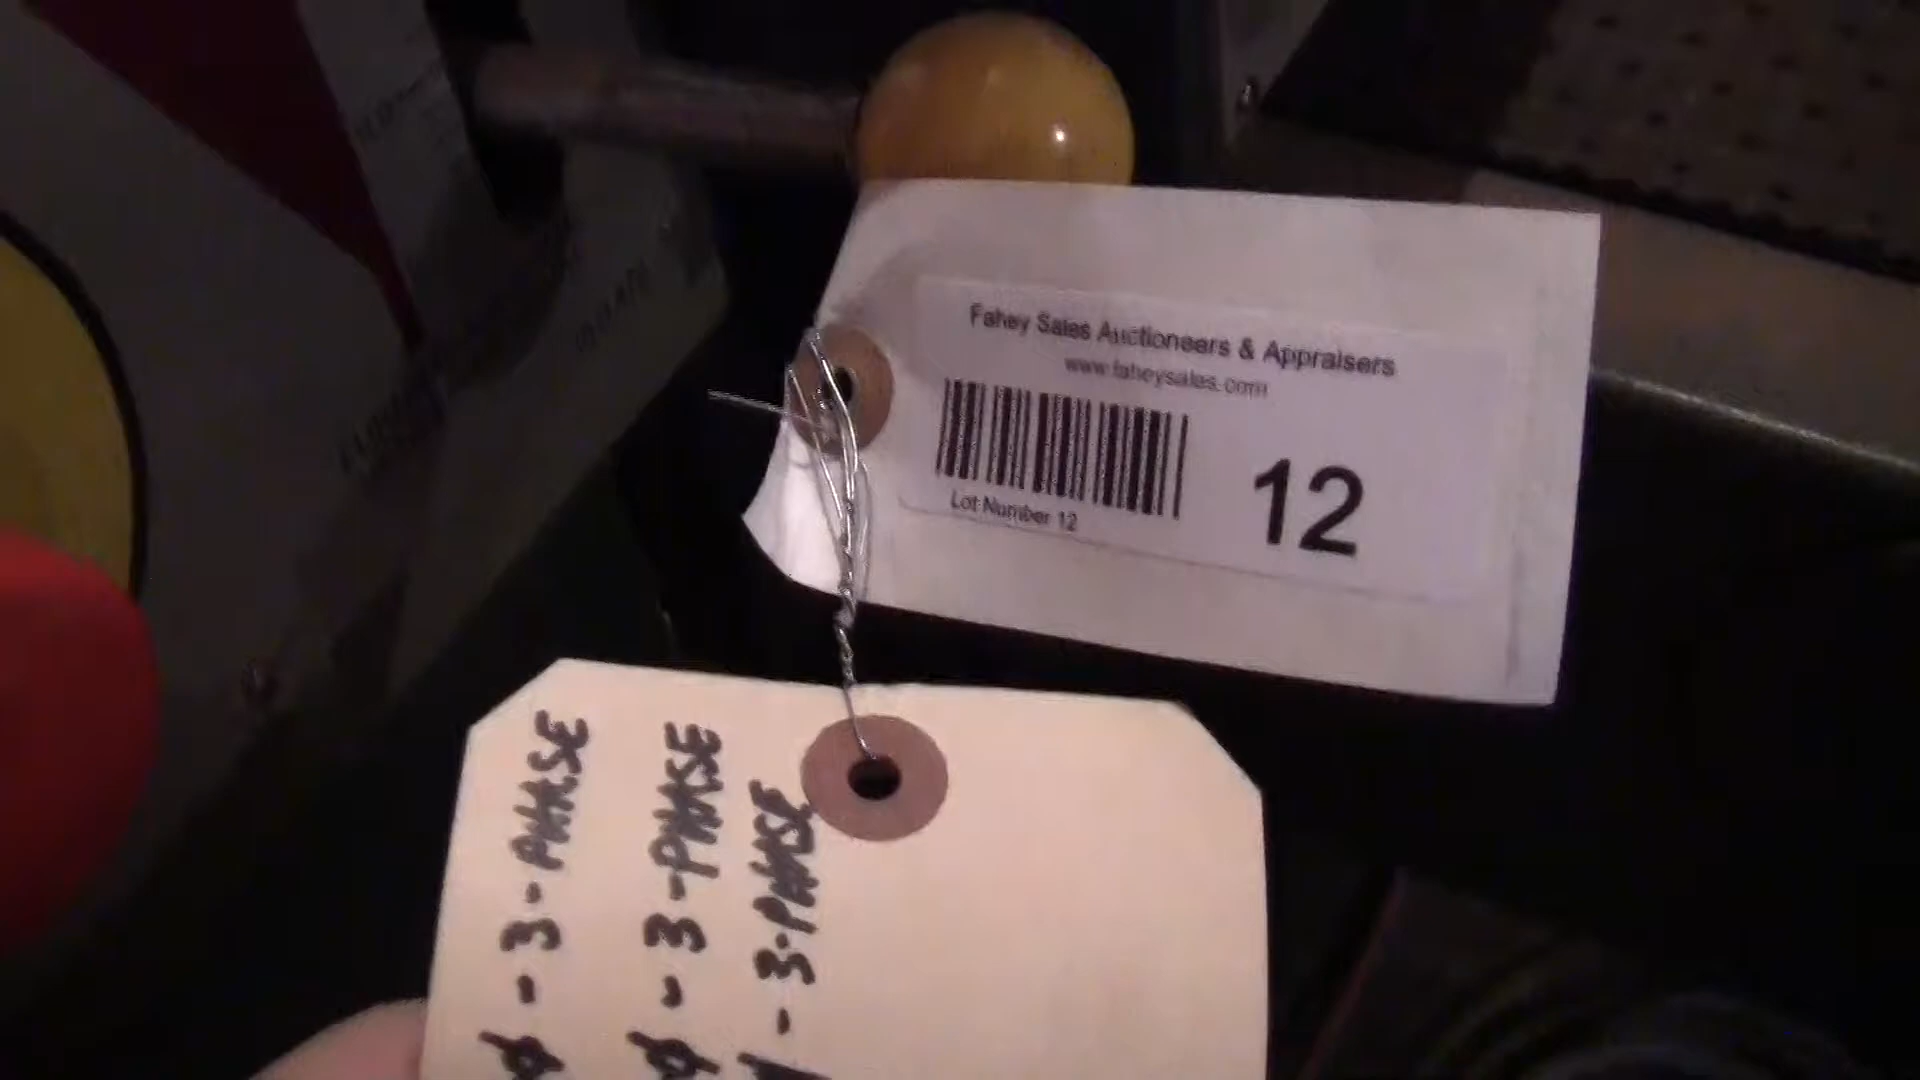 Fahey Sales Auctioneers & Appraisers
www.faheysales.com
Lot Number 12
12
- 3-PHASE
- 3-PHASE
- 3-PHASE